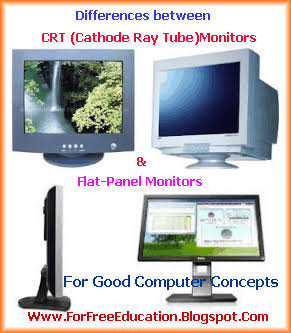 Differences between
CRT (Cathode Ray Tube)Monitors
&
Flat-Panel Monitors
For Good Computer Concepts
www.ForFreeEducation.Blogspot.Com